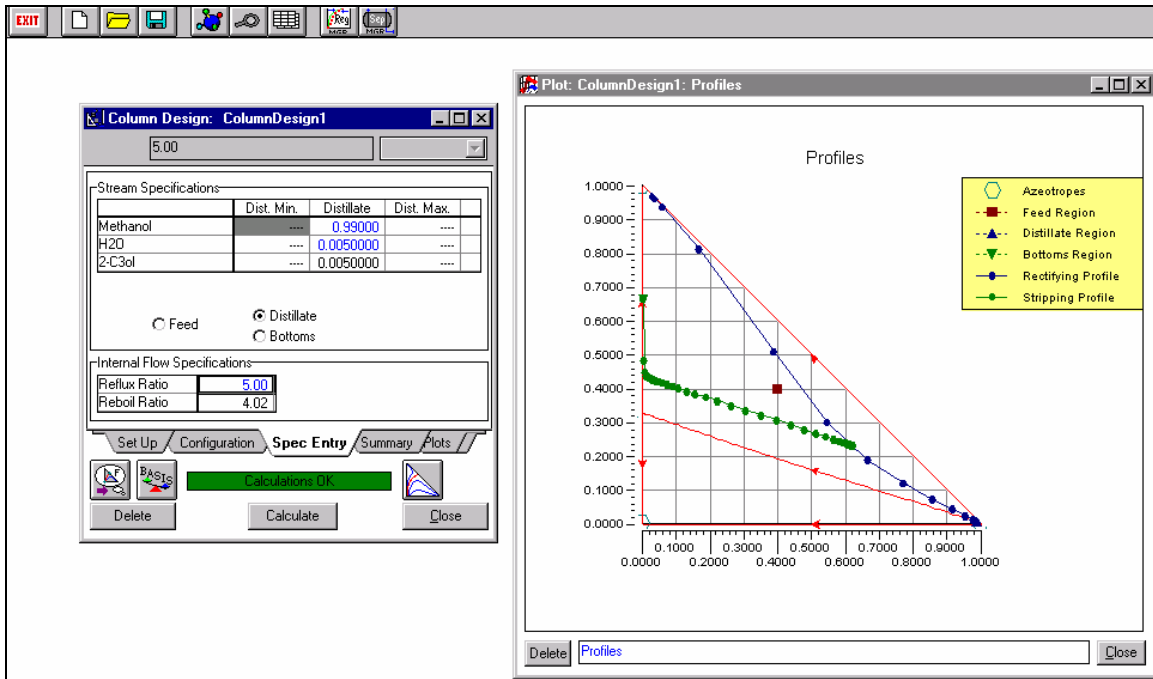 EXIT
Reg
MGR
Sep
MGR
Column Design: ColumnDesign1
5.00
Stream Specifications
Dist. Min. Distillate Dist. Max.
Methanol ---- 0.99000 ----
H2O ---- 0.0050000 ----
2-C3ol ---- 0.0050000 ----
Feed
Distillate
Bottoms
Internal Flow Specifications
Reflux Ratio 5.00
Reboil Ratio 4.02
Set Up Configuration Spec Entry Summary Plots
F
BASIS
Calculations OK
Delete Calculate Close
Plot: ColumnDesign1: Profiles
Profiles
1.0000
0.9000
0.8000
0.7000
0.6000
0.5000
0.4000
0.3000
0.2000
0.1000
0.0000
0.1000 0.3000 0.5000 0.7000 0.9000
0.0000 0.2000 0.4000 0.6000 0.8000 1.0000
Azeotropes
Feed Region
Distillate Region
Bottoms Region
Rectifying Profile
Stripping Profile
Delete Profiles Close